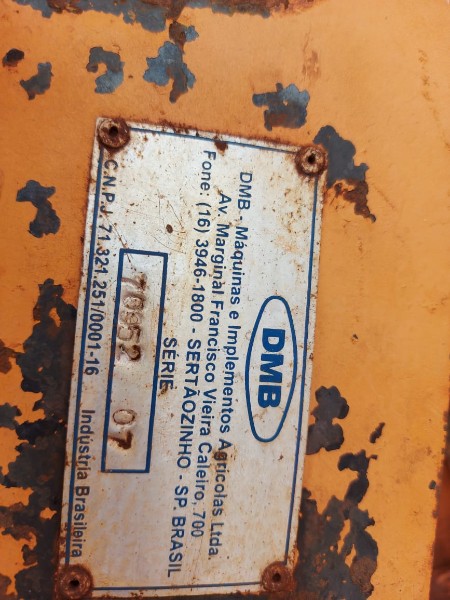 DMB
DMB - Máquinas e Implementos Agrícolas Ltda.
Av. Marginal Francisco Vieira Caleiro, 700
Fone: (16) 3946-1800 - SERTÃOZINHO - SP. BRASIL
SÉRIE
70952 07
C.N.P.J. 71.321.251/0001-16 Indústria Brasileira